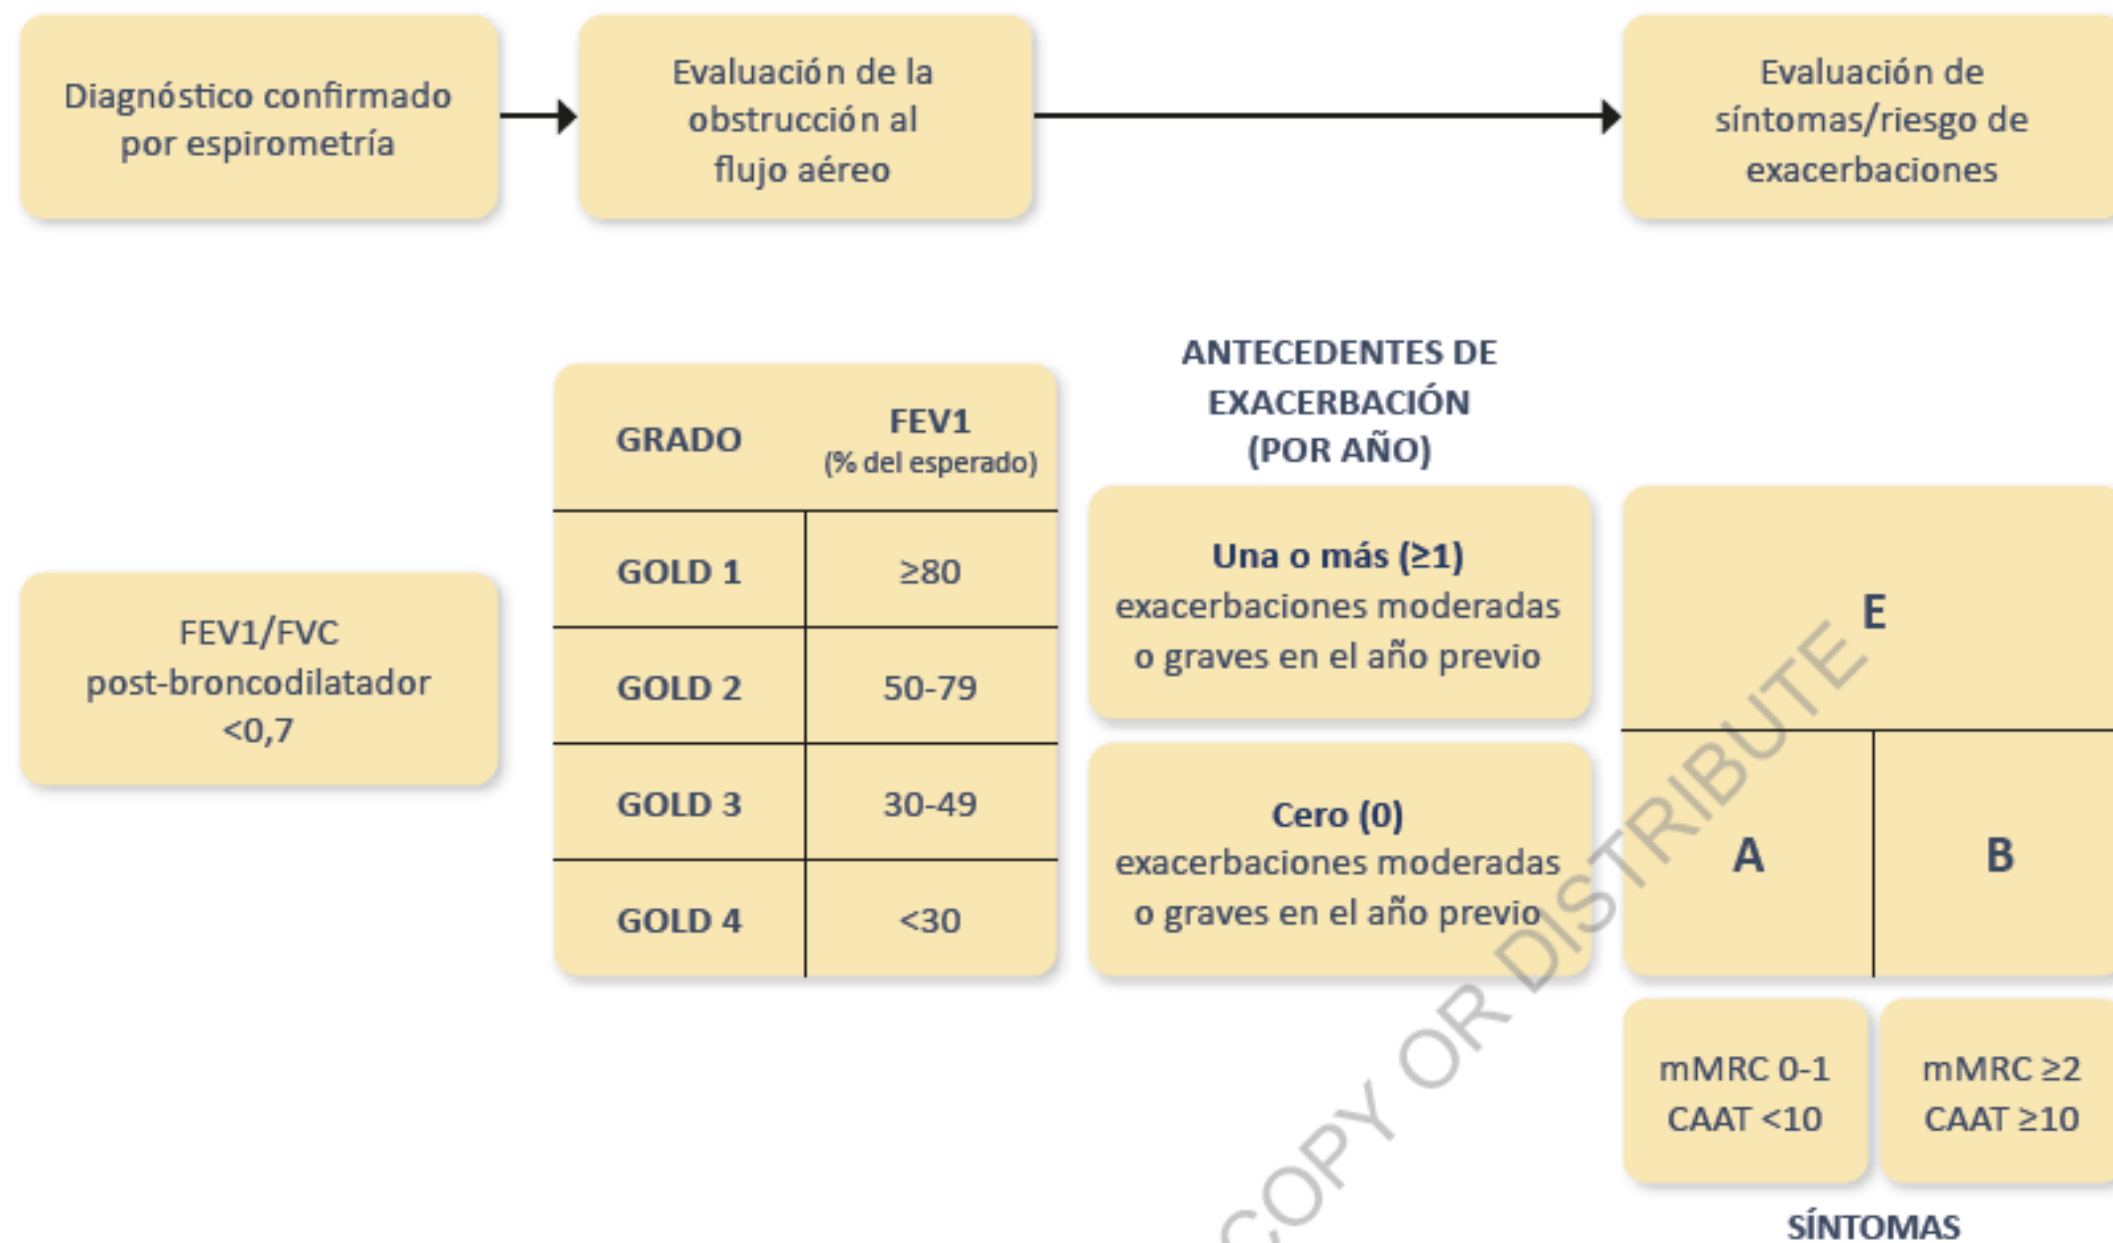 Diagnóstico confirmado
por espirometría
Evaluación de la
obstrucción al
flujo aéreo
Evaluación de
síntomas/riesgo de
exacerbaciones
FEV1/FVC
post-broncodilatador
<0,7
GRADO FEV1
(% del esperado)
GOLD 1 ≥80
GOLD 2 50-79
GOLD 3 30-49
GOLD 4 <30
ANTECEDENTES DE
EXACERBACIÓN
(POR AÑO)
Una o más (≥1)
exacerbaciones moderadas
o graves en el año previo
Cero (0)
exacerbaciones moderadas
o graves en el año previo
E
A B
mMRC 0-1
CAAT <10
mMRC ≥2
CAAT ≥10
SÍNTOMAS
COPY OR DISTRIBUTE